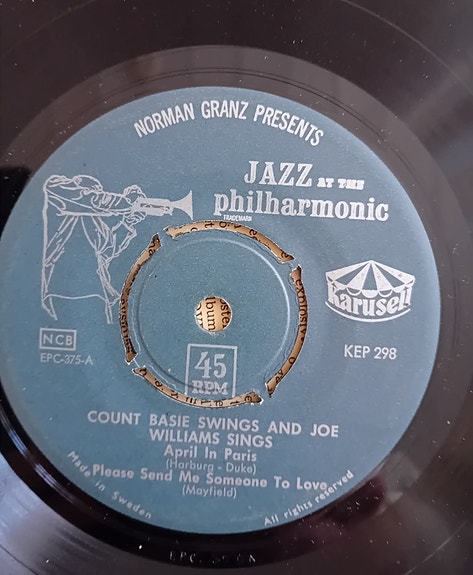 NORMAN GRANZ PRESENTS
JAZZ AT THE
philharmonic
TRADEMARK
Karusell
NCB
EPC-375-A
KEP 298
45
RPM
COUNT BASIE SWINGS AND JOE
WILLIAMS SINGS
April In Paris
(Harburg - Duke)
Please Send Me Someone To Love
(Mayfield)
Made in Sweden
All rights reserved